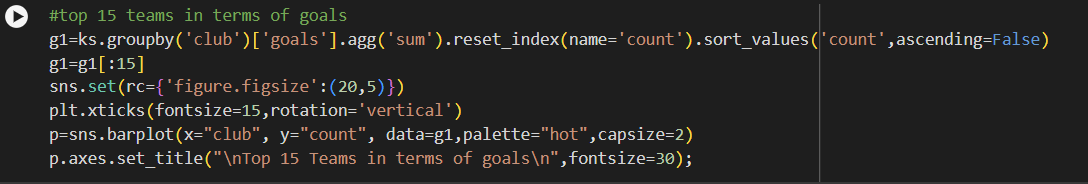 #top 15 teams in terms of goals
g1=ks.groupby('club')['goals'].agg('sum').reset_index(name='count').sort_values('count',ascending=False)
g1=g1[:15]
sns.set(rc={'figure.figsize':(20,5)})
plt.xticks(fontsize=15,rotation='vertical')
p=sns.barplot(x="club", y="count", data=g1,palette="hot",capsize=2)
p.axes.set_title("\nTop 15 Teams in terms of goals\n",fontsize=30);